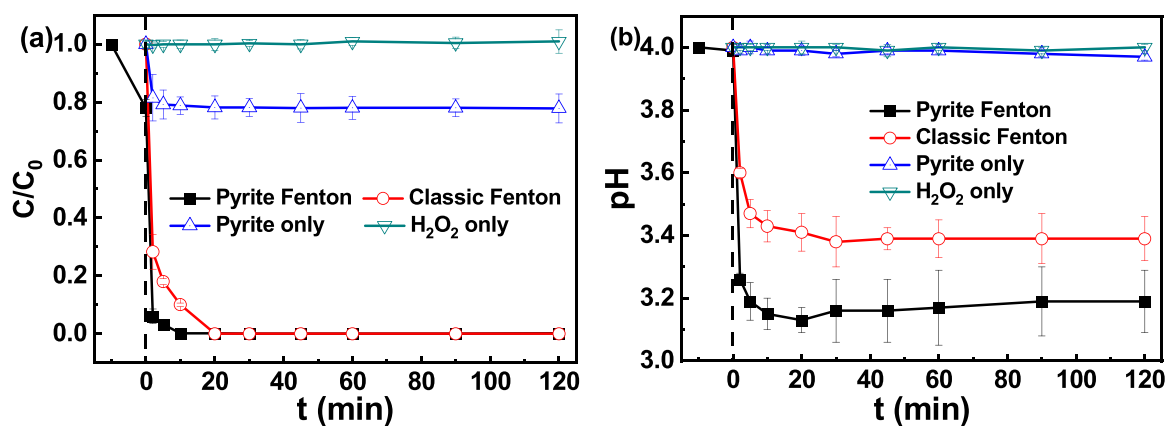 (a)
1.0
0.8
0.6
0.4
0.2
0.0
C/C₀
Pyrite Fenton
Classic Fenton
Pyrite only
H₂O₂ only
0 20 40 60 80 100 120
t (min)
(b)
4.0
3.8
3.6
3.4
3.2
3.0
pH
Pyrite Fenton
Classic Fenton
Pyrite only
H₂O₂ only
0 20 40 60 80 100 120
t (min)